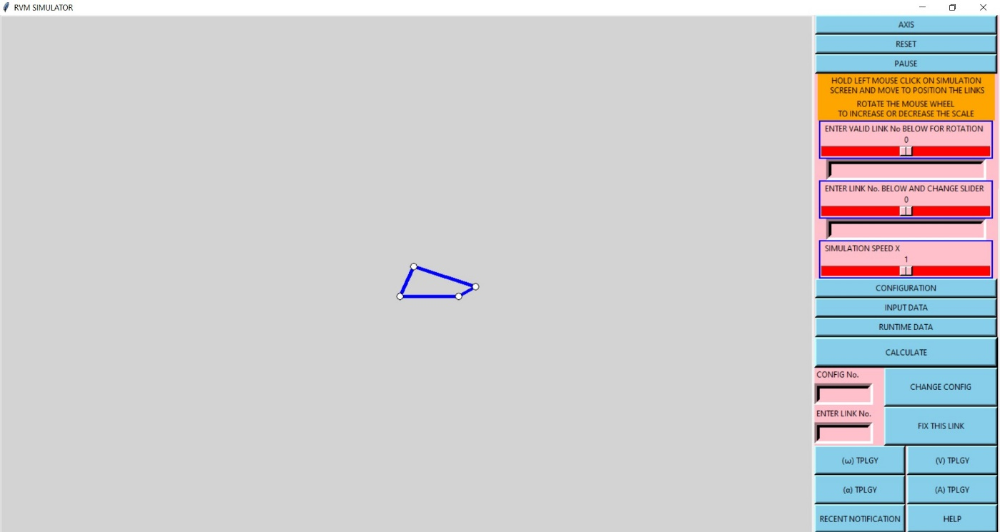 RVM SIMULATOR
AXIS
RESET
PAUSE
HOLD LEFT MOUSE CLICK ON SIMULATION
SCREEN AND MOVE TO POSITION THE LINKS
ROTATE THE MOUSE WHEEL
TO INCREASE OR DECREASE THE SCALE
ENTER VALID LINK No BELOW FOR ROTATION
0
ENTER LINK No. BELOW AND CHANGE SLIDER
0
SIMULATION SPEED X
1
CONFIGURATION
INPUT DATA
RUNTIME DATA
CALCULATE
CONFIG No.
CHANGE CONFIG
ENTER LINK No.
FIX THIS LINK
(ω) TPLGY (V) TPLGY
(α) TPLGY (A) TPLGY
RECENT NOTIFICATION HELP